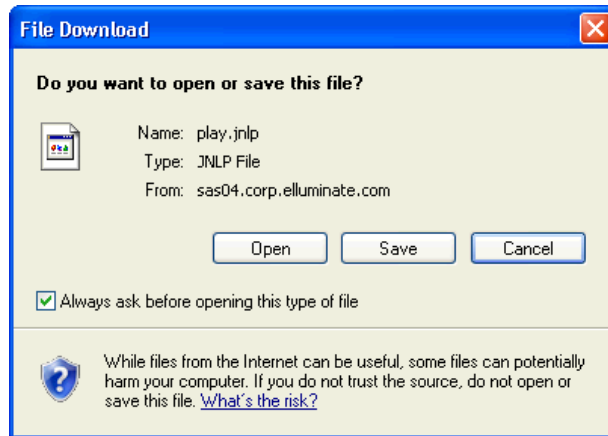 File Download
Do you want to open or save this file?
Name: play.jnlp
Type: JNLP File
From: sas04.corp.elluminate.com
Open Save Cancel
Always ask before opening this type of file
While files from the Internet can be useful, some files can potentially
harm your computer. If you do not trust the source, do not open or
save this file. What's the risk?